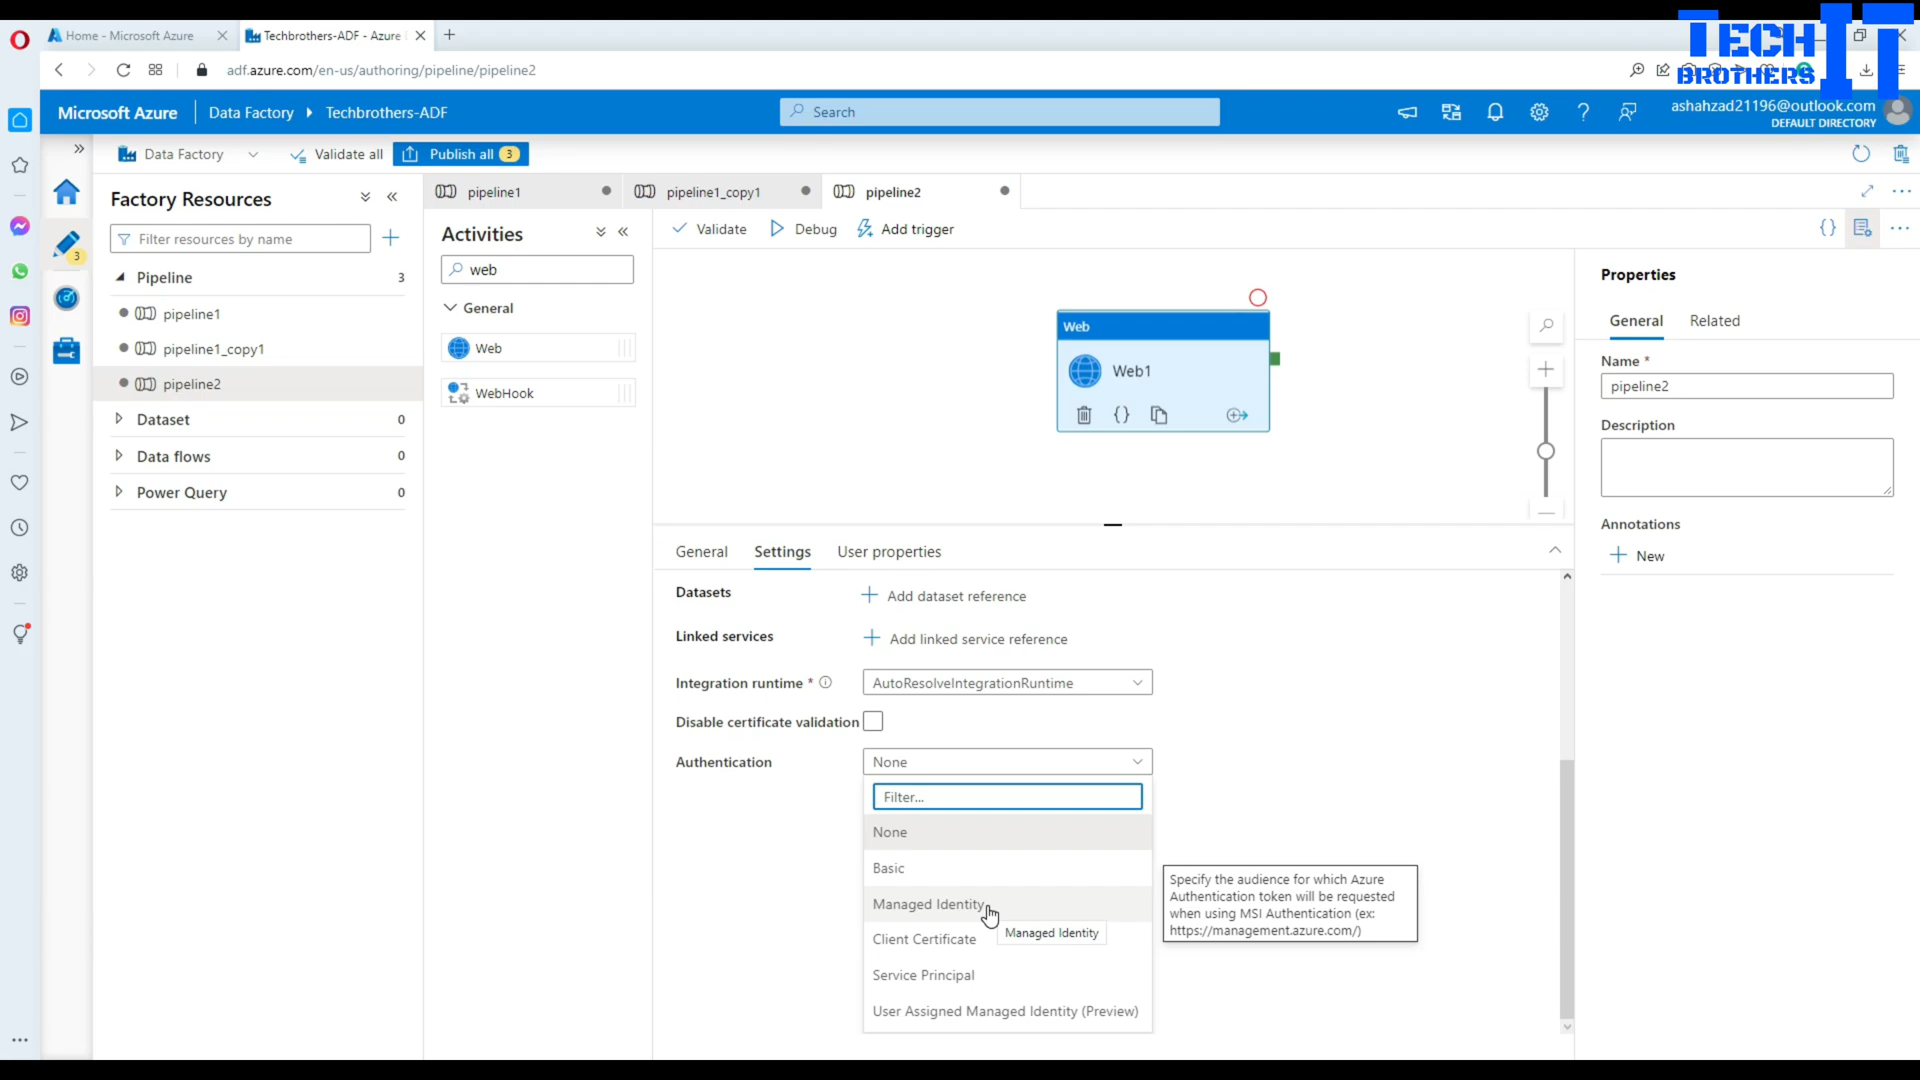 Home - Microsoft Azure
Techbrothers-ADF - Azure
TECH IT
BROTHERS
adf.azure.com/en-us/authoring/pipeline/pipeline2
Microsoft Azure
Data Factory
Techbrothers-ADF
Search
ashahzad21196@outlook.com
DEFAULT DIRECTORY
Data Factory
Validate all
Publish all
3
3
Factory Resources
Filter resources by name
Pipeline
3
pipeline1
pipeline1_copy1
pipeline2
Dataset
0
Data flows
0
Power Query
0
pipeline1
pipeline1_copy1
pipeline2
Activities
web
General
Web
WebHook
Validate
Debug
Add trigger
Web
Web1
General
Settings
User properties
Datasets
Add dataset reference
Linked services
Add linked service reference
Integration runtime *
AutoResolveIntegrationRuntime
Disable certificate validation
Authentication
None
Filter...
None
Basic
Managed Identity
Managed Identity
Client Certificate
Service Principal
User Assigned Managed Identity (Preview)
Specify the audience for which Azure
Authentication token will be requested
when using MSI Authentication (ex:
https://management.azure.com/)
Properties
General
Related
Name *
pipeline2
Description
Annotations
New